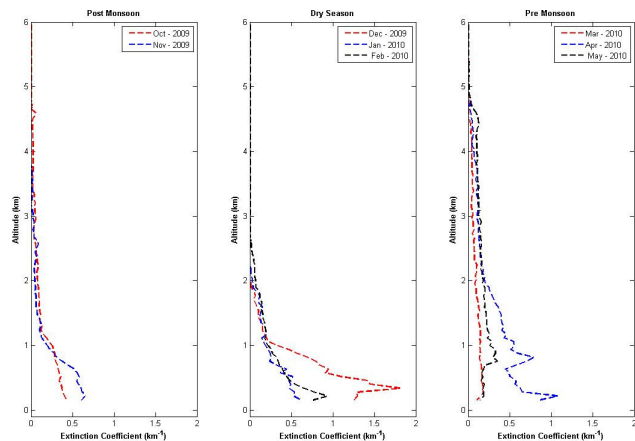 Post Monsoon
Oct - 2009
Nov - 2009
6
5
4
3
2
1
0
Altitude (km)
0 0.5 1 1.5 2
Extinction Coefficient (km⁻¹)
Dry Season
Dec - 2009
Jan - 2010
Feb - 2010
6
5
4
3
2
1
0
Altitude (km)
0 0.5 1 1.5 2
Extinction Coefficient (km⁻¹)
Pre Monsoon
Mar - 2010
Apr - 2010
May - 2010
6
5
4
3
2
1
0
Altitude (km)
0 0.5 1 1.5 2
Extinction Coefficient (km⁻¹)